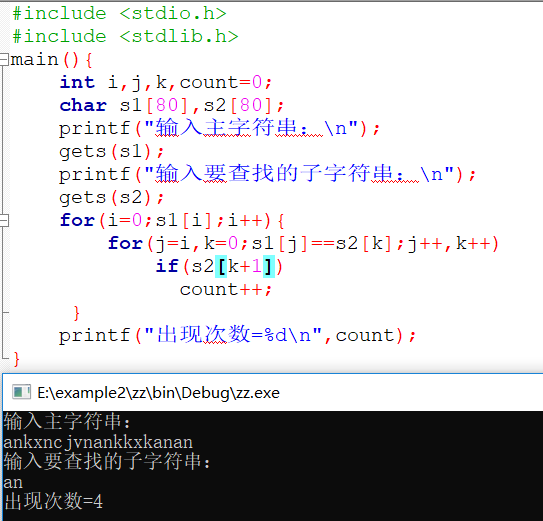 #include <stdio.h>
#include <stdlib.h>
main(){
    int i,j,k,count=0;
    char s1[80],s2[80];
    printf("输入主字符串：\n");
    gets(s1);
    printf("输入要查找的子字符串：\n");
    gets(s2);
    for(i=0;s1[i];i++){
        for(j=i,k=0;s1[j]==s2[k];j++,k++)
            if(s2[k+1])
              count++;
     }
    printf("出现次数=%d\n",count);
}
E:\example2\zz\bin\Debug\zz.exe
输入主字符串：
ankxncjvnankkxkanan
输入要查找的子字符串：
an
出现次数=4